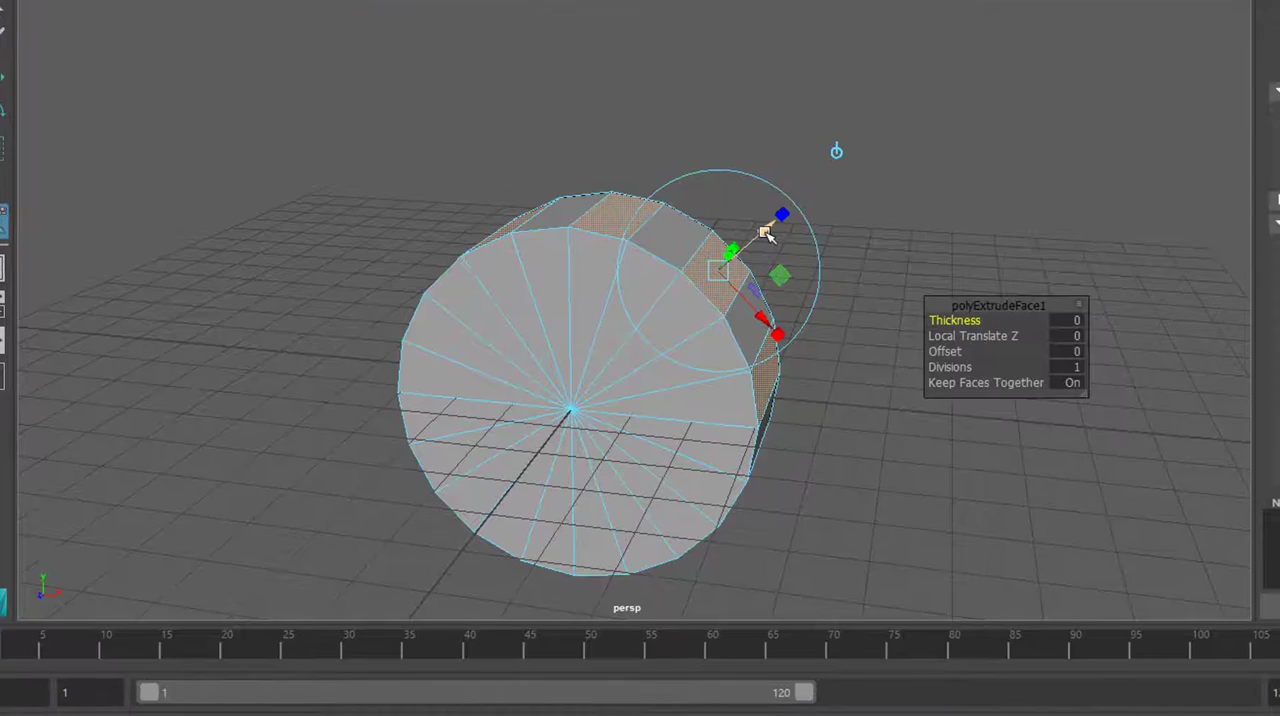 polyExtrudeFace1
Thickness 0
Local Translate Z 0
Offset 0
Divisions 1
Keep Faces Together On
y
persp
5 10 15 20 25 30 35 40 45 50 55 60 65 70 75 80 85 90 95 100 105
1 1 120